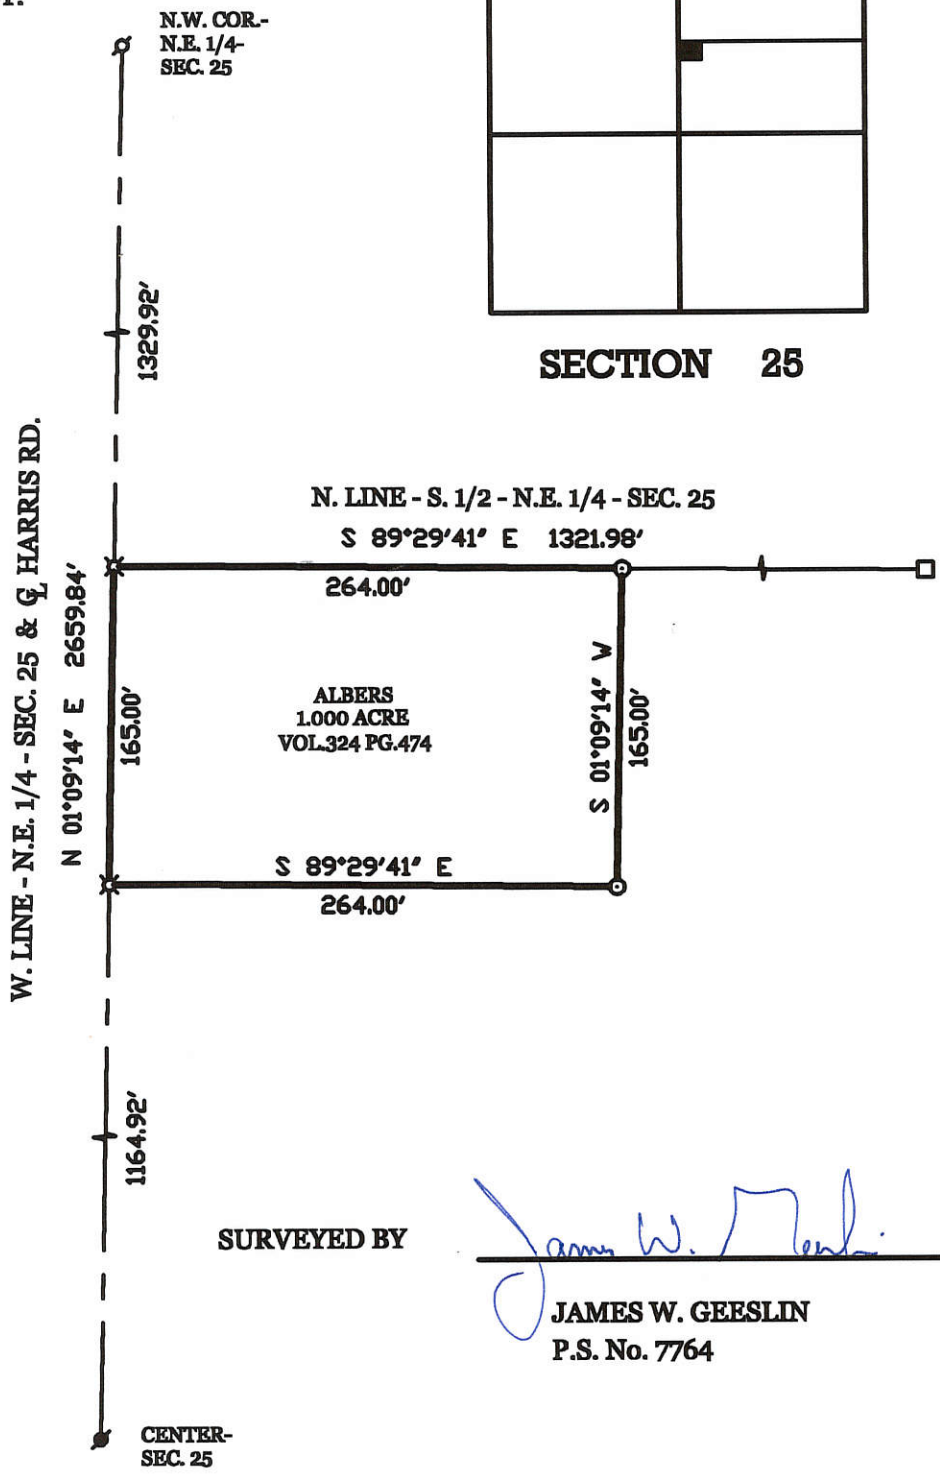 N.W. COR.-
N.E. 1/4-
SEC. 25
1329.92'
SECTION 25
W. LINE - N.E. 1/4 - SEC. 25 & ℄ HARRIS RD.
N 01°09'14" E 2659.84'
N. LINE - S. 1/2 - N.E. 1/4 - SEC. 25
S 89°29'41" E 1321.98'
264.00'
165.00'
ALBERS
1.000 ACRE
VOL.324 PG.474
S 01°09'14" W
165.00'
S 89°29'41" E
264.00'
1164.92'
SURVEYED BY
James W. Geeslin
JAMES W. GEESLIN
P.S. No. 7764
CENTER-
SEC. 25